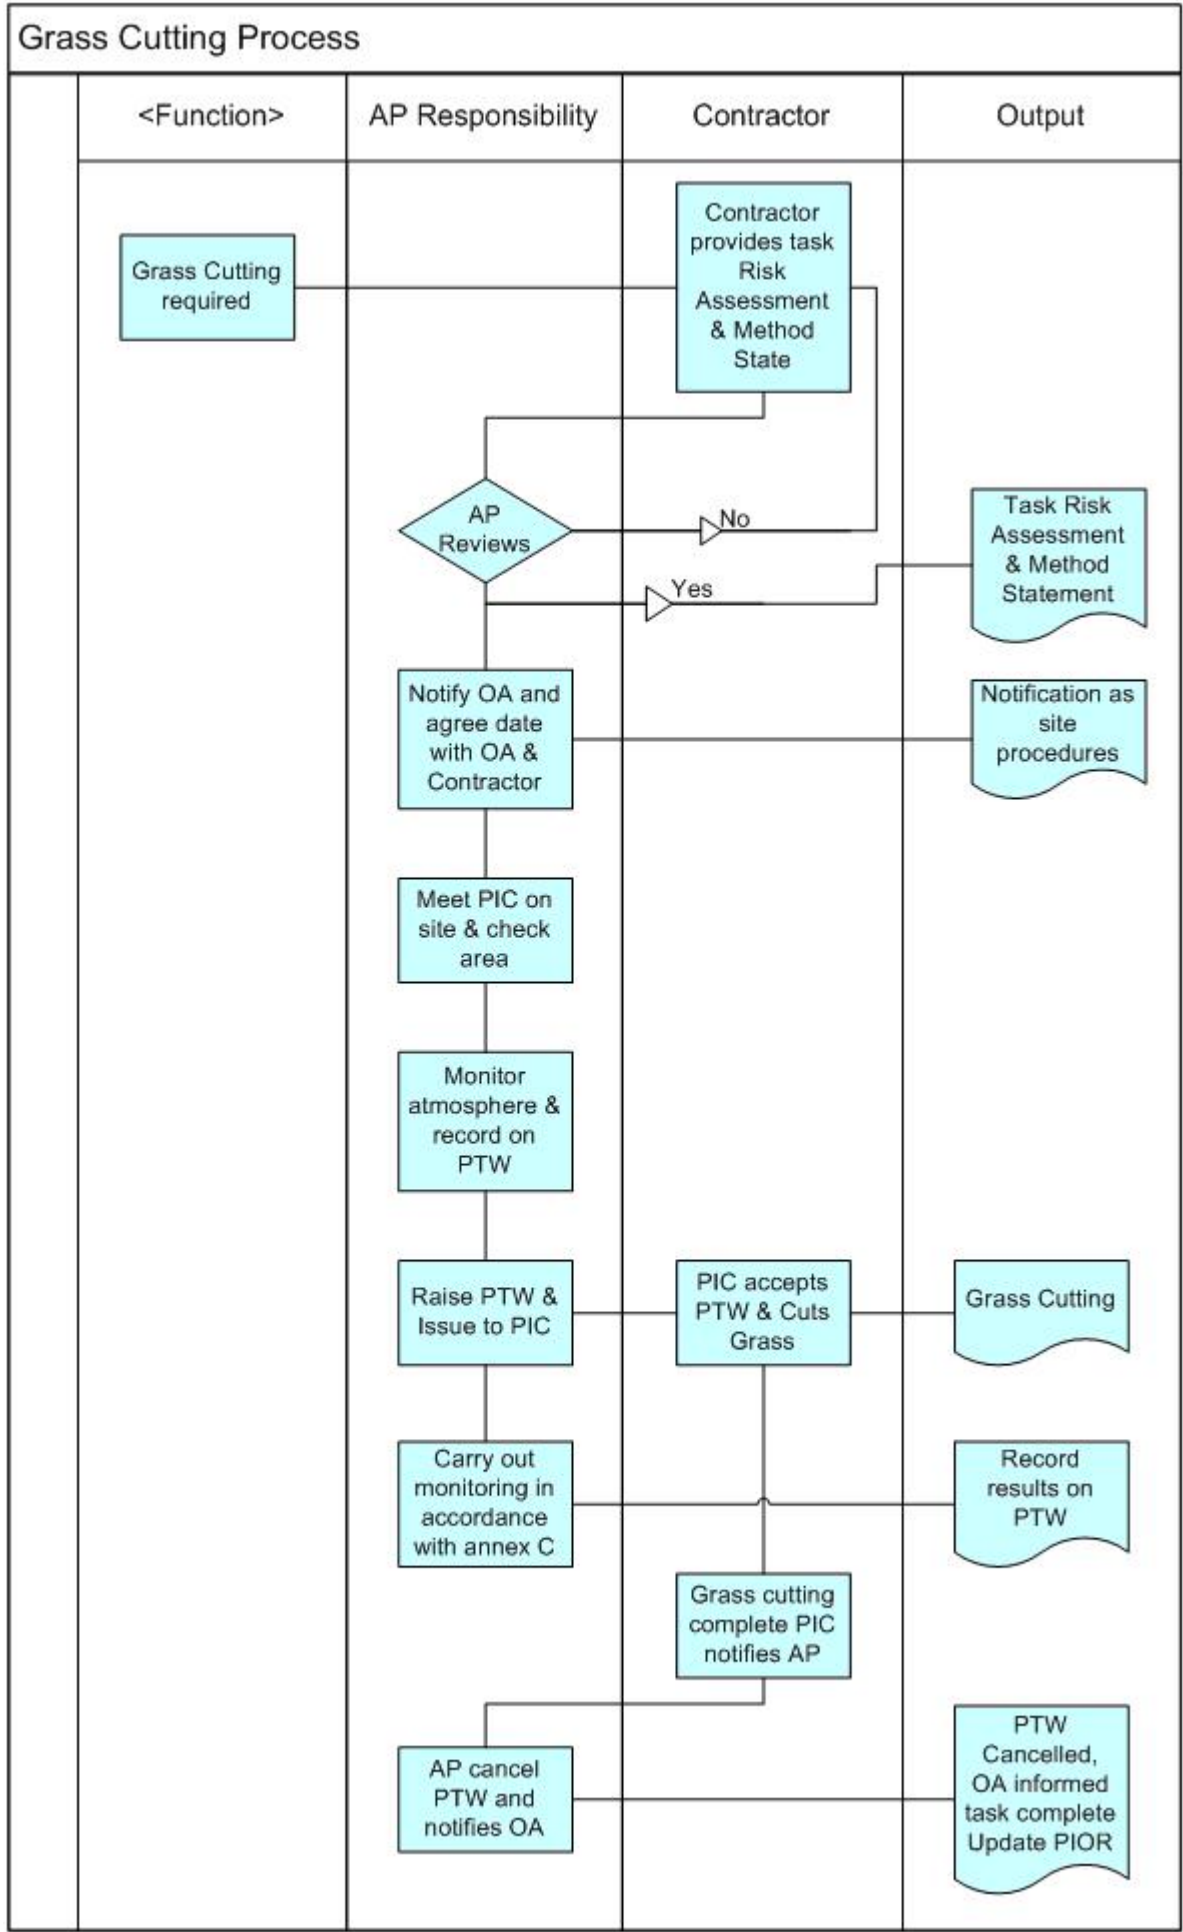 Grass Cutting Process
<Function>
AP Responsibility
Contractor
Output
Grass Cutting
required
Contractor
provides task
Risk
Assessment
& Method
State
AP
Reviews
No
Yes
Task Risk
Assessment
& Method
Statement
Notify OA and
agree date
with OA &
Contractor
Notification as
site
procedures
Meet PIC on
site & check
area
Monitor
atmosphere &
record on
PTW
Raise PTW &
Issue to PIC
PIC accepts
PTW & Cuts
Grass
Grass Cutting
Carry out
monitoring in
accordance
with annex C
Record
results on
PTW
Grass cutting
complete PIC
notifies AP
AP cancel
PTW and
notifies OA
PTW
Cancelled,
OA informed
task complete
Update PIOR